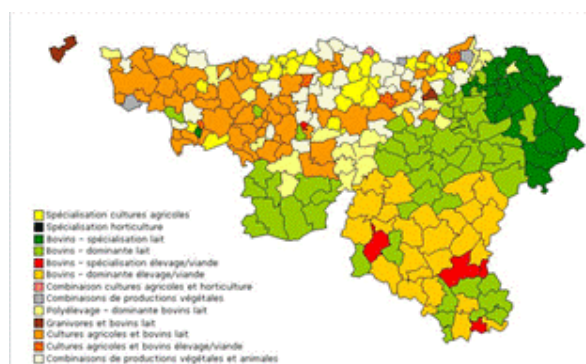 Spécialisation cultures agricoles
Spécialisation horticulture
Bovins - spécialisation lait
Bovins - dominante lait
Bovins - spécialisation élevage/viande
Bovins - dominante élevage/viande
Combinaison cultures agricoles et horticulture
Combinaisons de productions végétales
Polyélevage - dominante bovins lait
Granivores et bovins lait
Cultures agricoles et bovins lait
Cultures agricoles et bovins élevage/viande
Combinaisons de productions végétales et animales